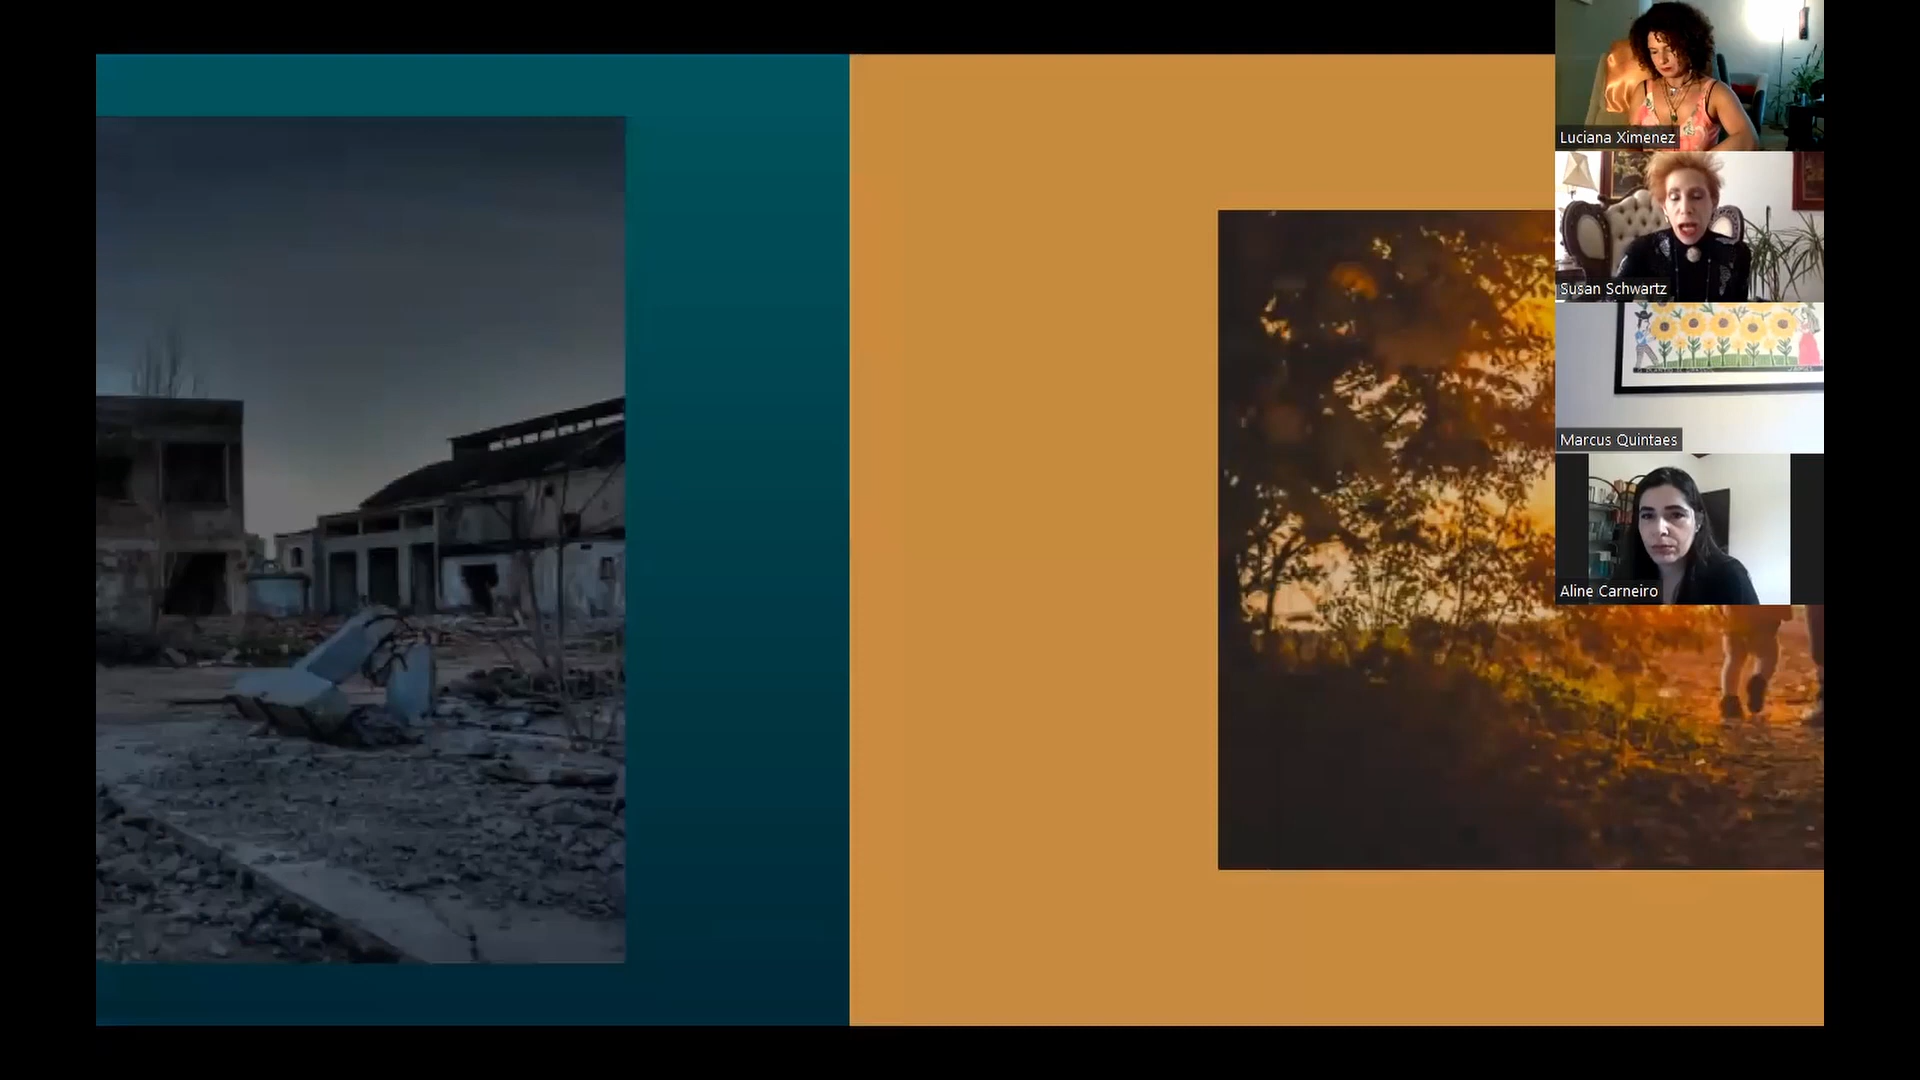 Luciana Ximenez
Susan Schwartz
Marcus Quintaes
Aline Carneiro